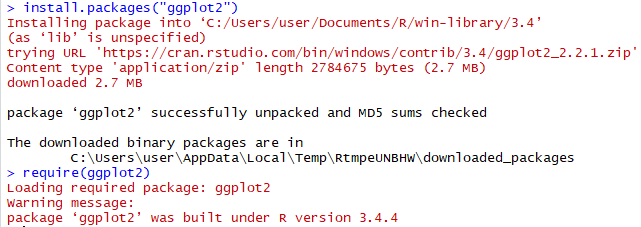 > install.packages("ggplot2")
Installing package into ‘C:/Users/user/Documents/R/win-library/3.4’
(as ‘lib’ is unspecified)
trying URL 'https://cran.rstudio.com/bin/windows/contrib/3.4/ggplot2_2.2.1.zip'
Content type 'application/zip' length 2784675 bytes (2.7 MB)
downloaded 2.7 MB

package ‘ggplot2’ successfully unpacked and MD5 sums checked

The downloaded binary packages are in
        C:\Users\user\AppData\Local\Temp\RtmpeUNBHW\downloaded_packages
> require(ggplot2)
Loading required package: ggplot2
Warning message:
package ‘ggplot2’ was built under R version 3.4.4